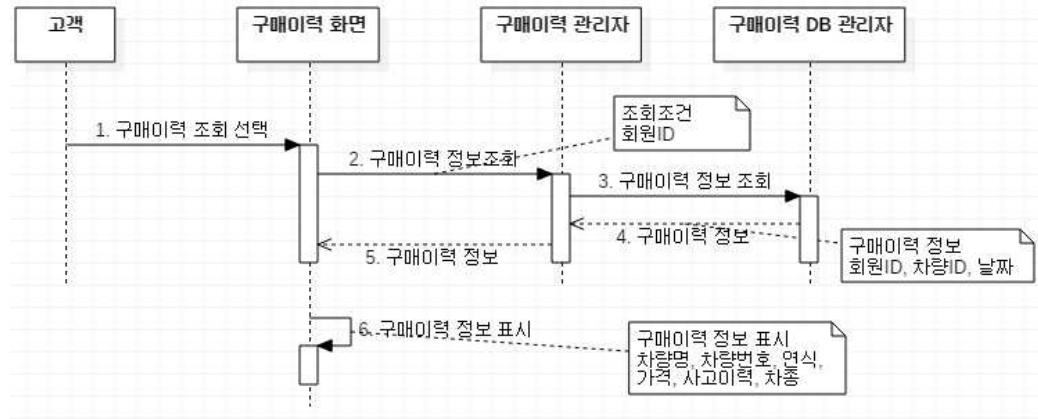 고객
구매이력 화면
구매이력 관리자
구매이력 DB 관리자
조회조건
회원ID
1. 구매이력 조회 선택
2. 구매이력 정보조회
3. 구매이력 정보 조회
4. 구매이력 정보
5. 구매이력 정보
구매이력 정보
회원ID, 차량ID, 날짜
6. 구매이력 정보 표시
구매이력 정보 표시
차량명, 차량번호, 연식,
가격, 사고이력, 차종